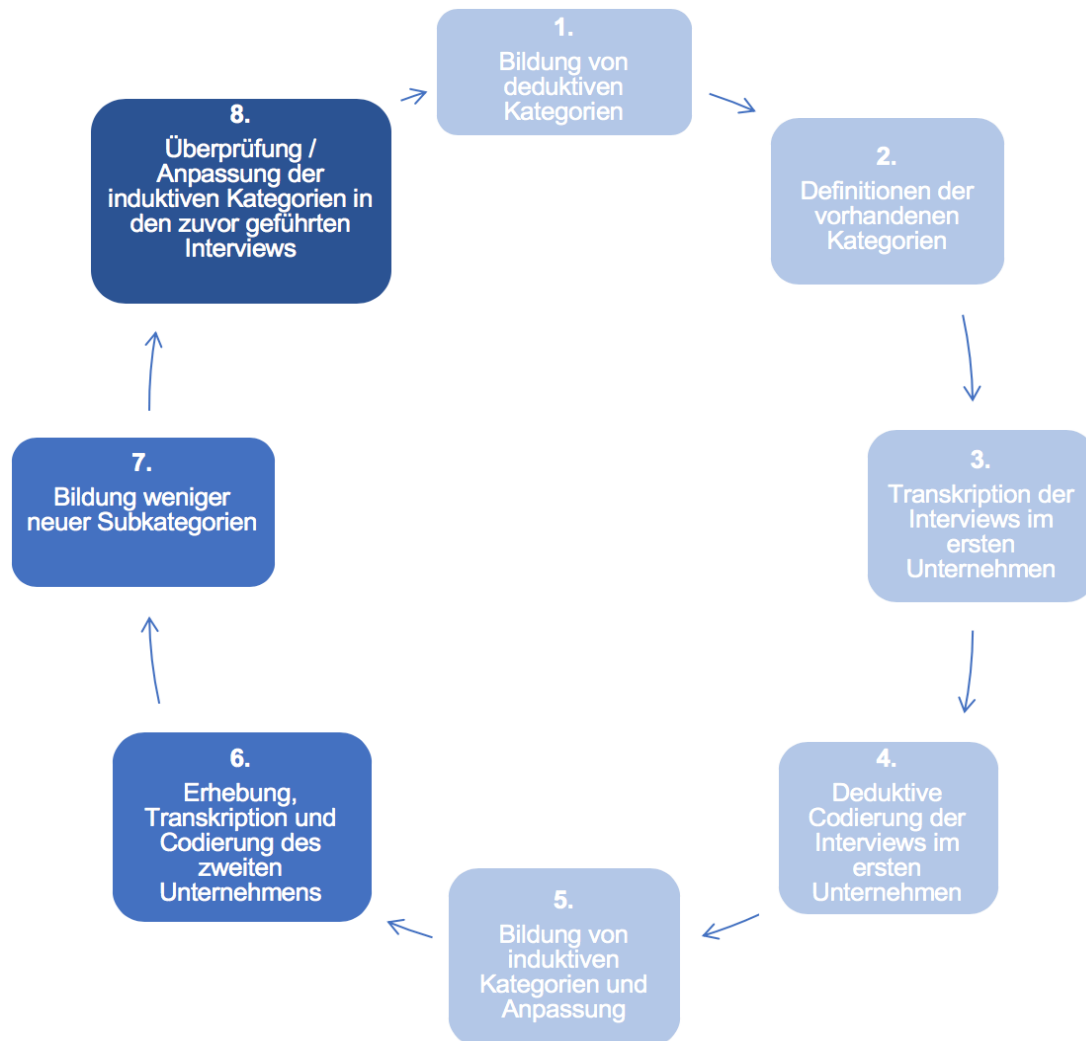 1.
Bildung von
deduktiven
Kategorien
2.
Definitionen der
vorhandenen
Kategorien
3.
Transkription der
Interviews im
ersten
Unternehmen
4.
Deduktive
Codierung der
Interviews im
ersten
Unternehmen
5.
Bildung von
induktiven
Kategorien und
Anpassung
6.
Erhebung,
Transkription und
Codierung des
zweiten
Unternehmens
7.
Bildung weniger
neuer Subkategorien
8.
Überprüfung /
Anpassung der
induktiven Kategorien in
den zuvor geführten
Interviews